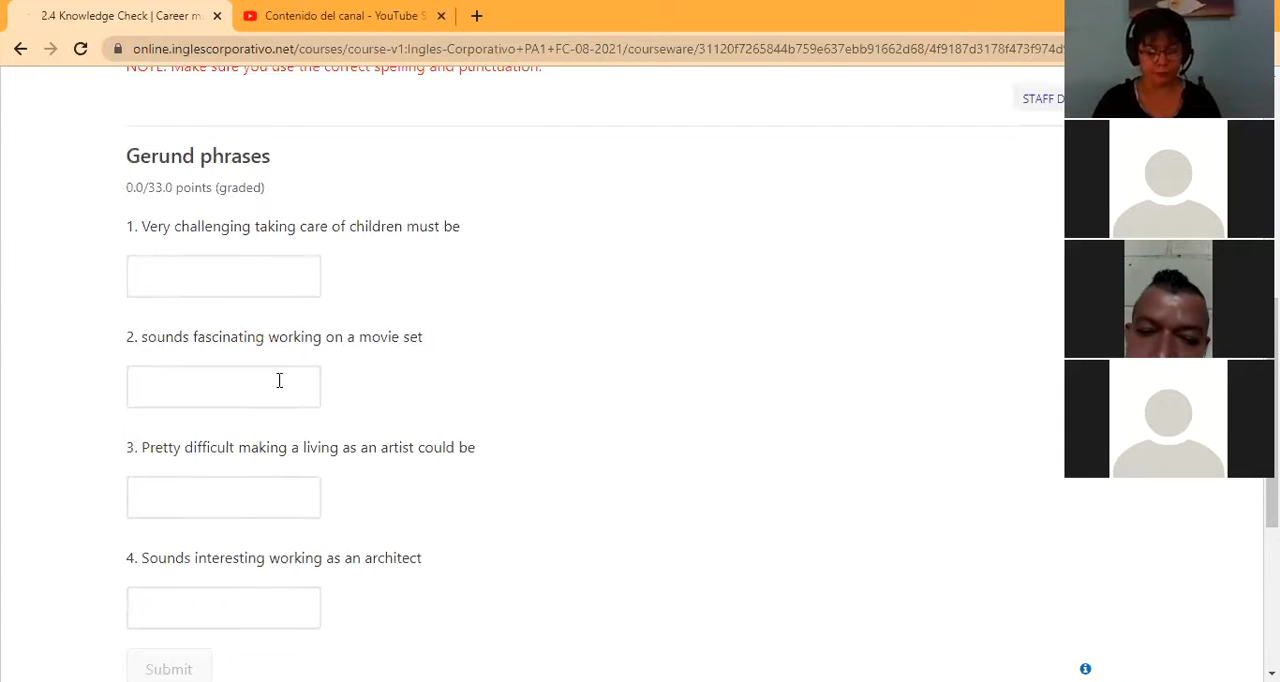 2.4 Knowledge Check | Career m
Contenido del canal - YouTube S
online.inglescorporativo.net/courses/course-v1:Ingles-Corporativo+PA1+FC-08-2021/courseware/31120f7265844b759e637ebb91662d68/4f9187d3178f473f974d
NOTE: Make sure you use the correct spelling and punctuation.
STAFF D
Gerund phrases
0.0/33.0 points (graded)
1. Very challenging taking care of children must be
2. sounds fascinating working on a movie set
3. Pretty difficult making a living as an artist could be
4. Sounds interesting working as an architect
Submit